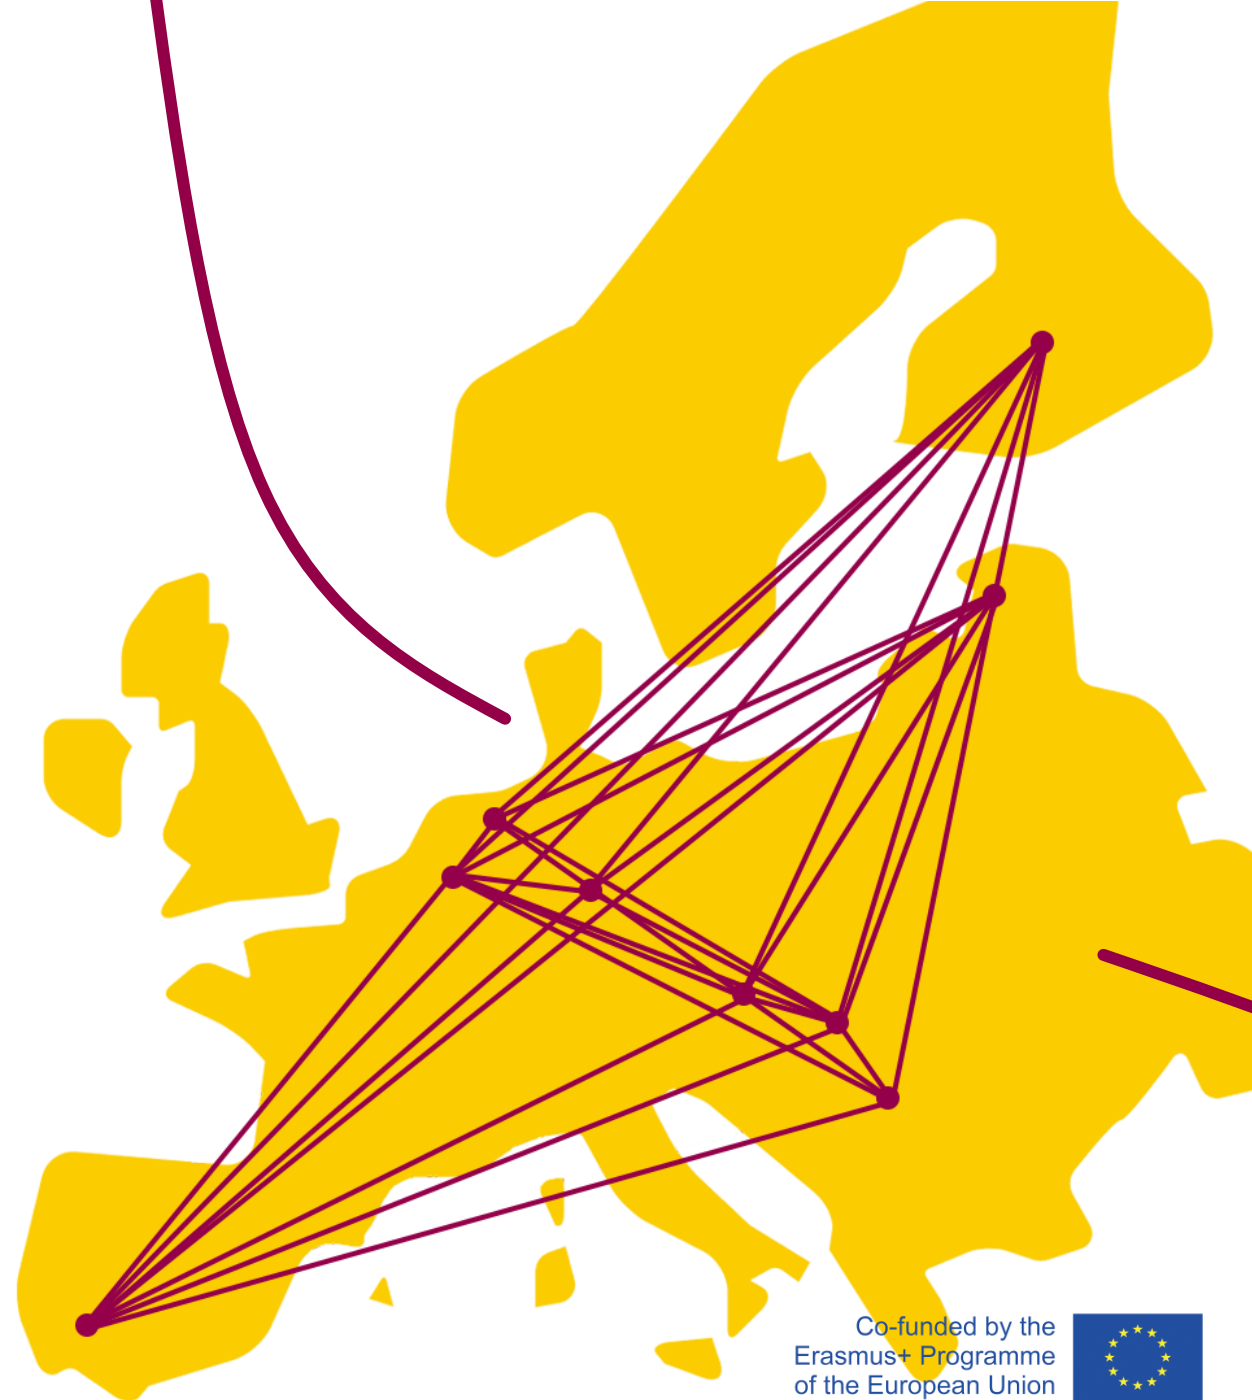 Co-funded by the
Erasmus+ Programme
of the European Union